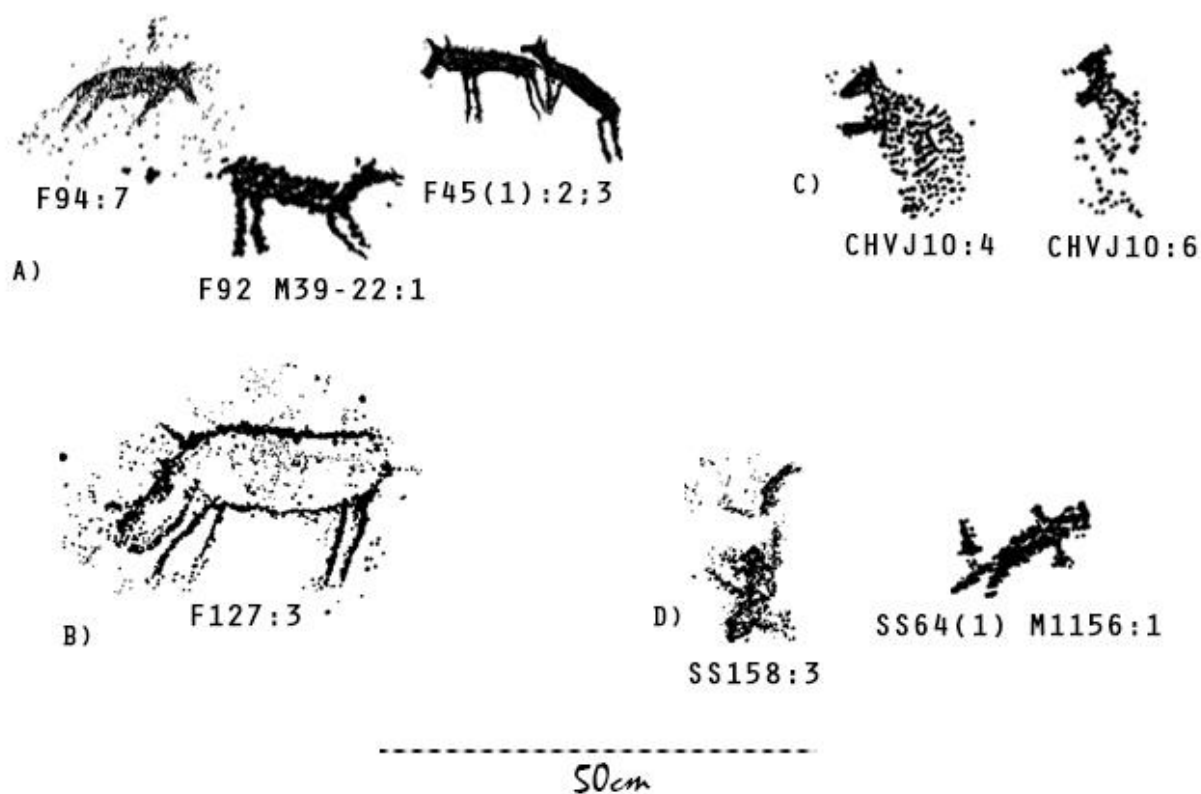 F94:7
F45(1):2;3
C)
CHVJ10:4
CHVJ10:6
A)
F92 M39-22:1
F127:3
B)
D)
SS64(1) M1156:1
SS158:3
50cm